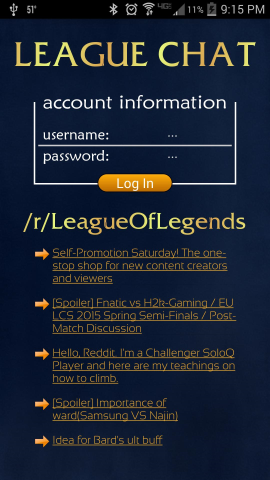 51°
4G
11%
9:15 PM
LEAGUE CHAT
account information
username: ...
password: ...
Log In
/r/LeagueOfLegends
Self-Promotion Saturday! The one-
stop shop for new content creators
and viewers
[Spoiler] Fnatic vs H2k-Gaming / EU
LCS 2015 Spring Semi-Finals / Post-
Match Discussion
Hello, Reddit. I'm a Challenger SoloQ
Player and here are my teachings on
how to climb.
[Spoiler] Importance of
ward(Samsung VS Najin)
Idea for Bard's ult buff